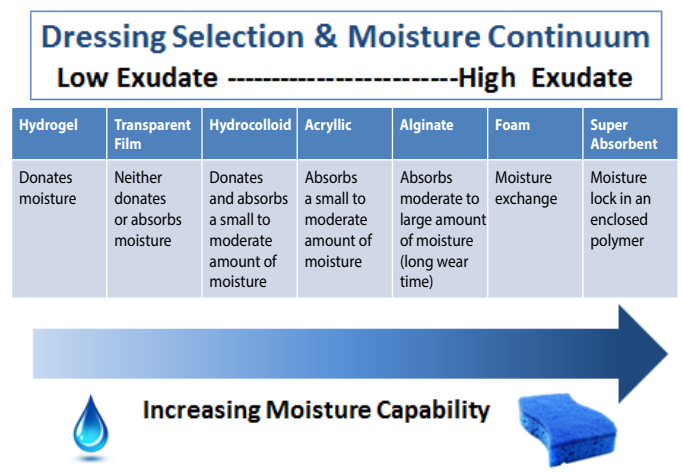 Dressing Selection & Moisture Continuum
Low Exudate --------------------------High Exudate
Hydrogel
Transparent
Film
Hydrocolloid
Acryllic
Alginate
Foam
Super
Absorbent
Donates
moisture
Neither
donates
or absorbs
moisture
Donates
and absorbs
a small to
moderate
amount of
moisture
Absorbs
a small to
moderate
amount of
moisture
Absorbs
moderate to
large amount
of moisture
(long wear
time)
Moisture
exchange
Moisture
lock in an
enclosed
polymer
Increasing Moisture Capability